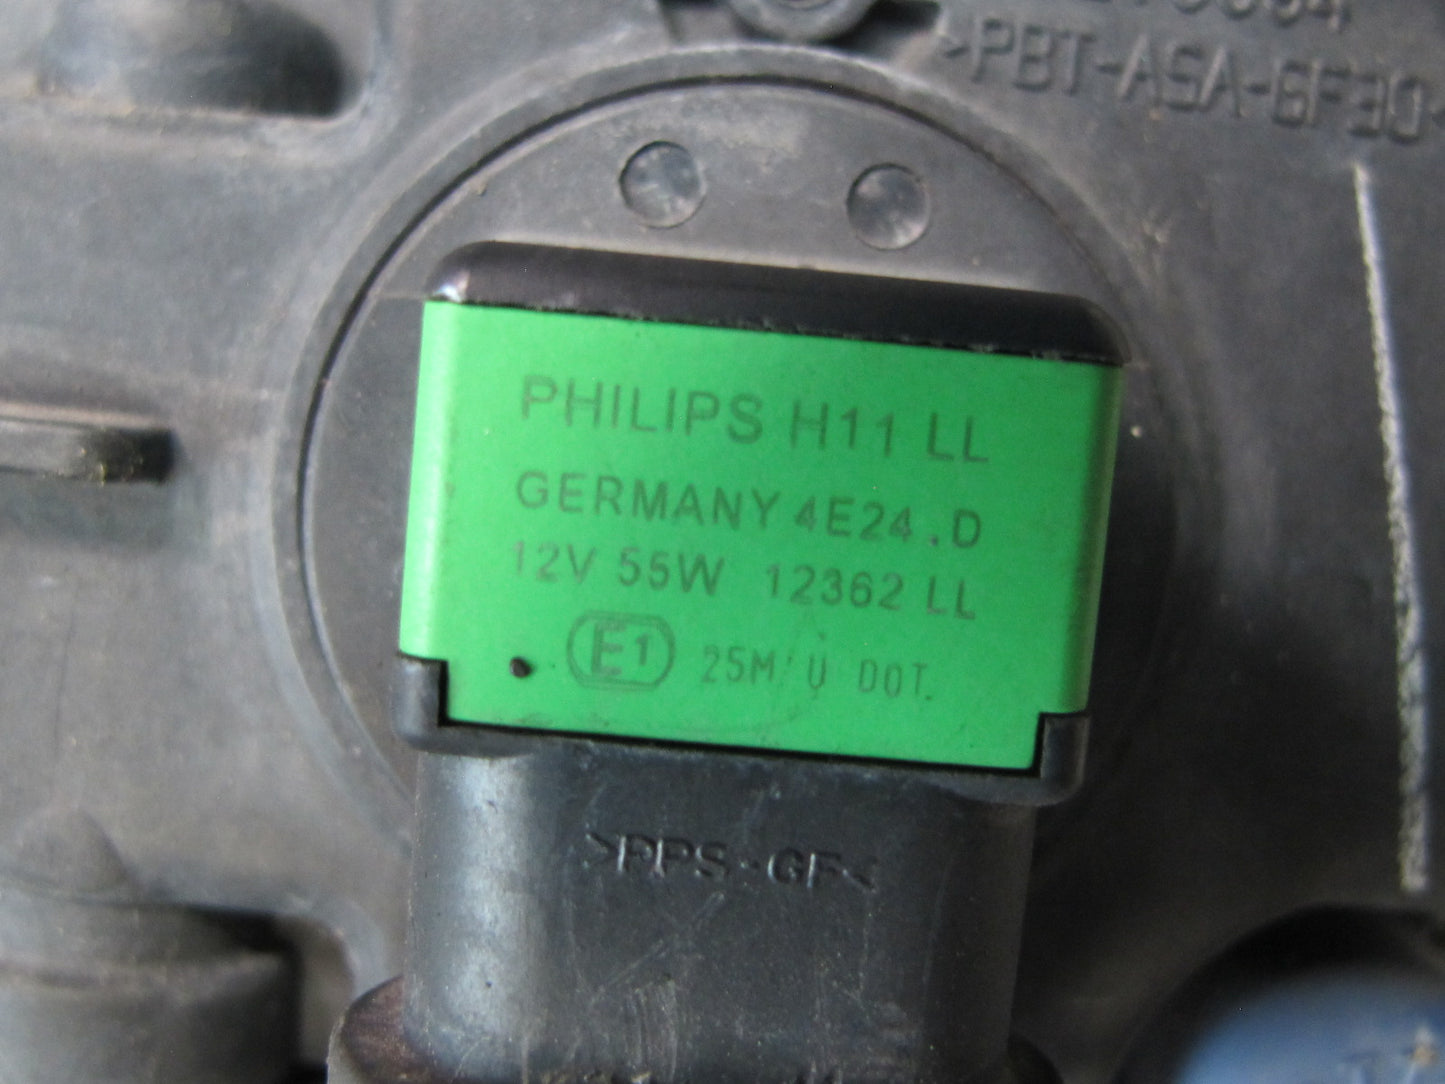 >PBT-ASA-GF30<
PHILIPS H11 LL
GERMANY 4E24.D
12V 55W 12362 LL
E1 25M U DOT.
>PPS-GF<